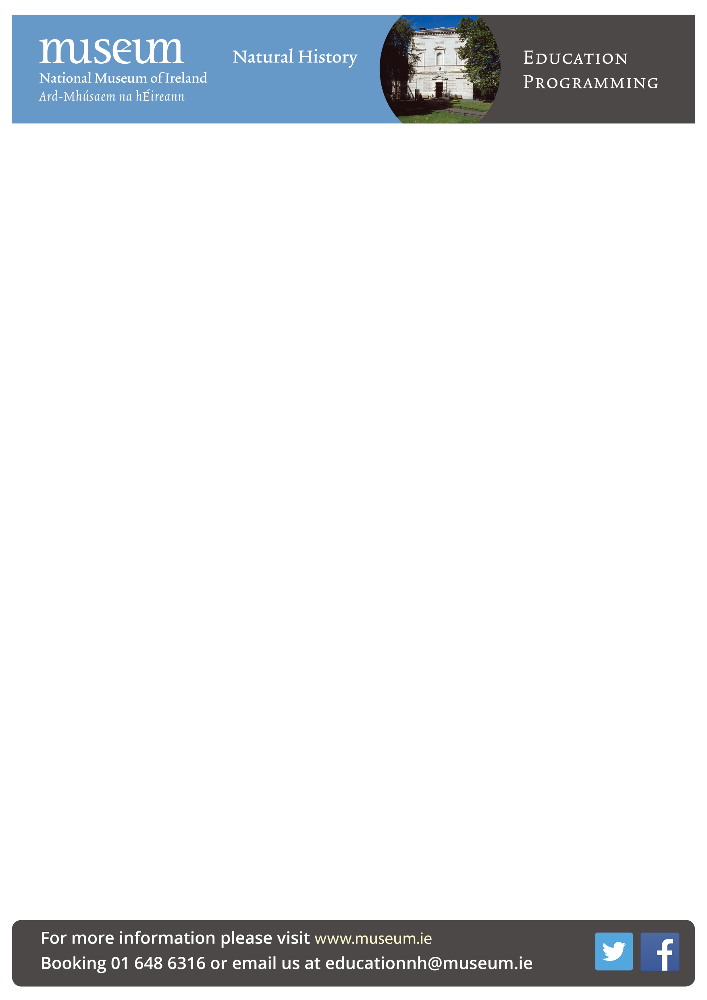 museum
National Museum of Ireland
Ard-Mhúsaem na hÉireann
Natural History
EDUCATION
PROGRAMMING
For more information please visit www.museum.ie
Booking 01 648 6316 or email us at educationnh@museum.ie